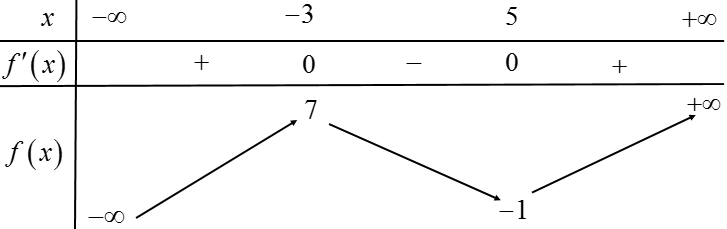 x −∞ −3 5 +∞
f′(x) + 0 − 0 +
7 +∞
f(x)
−∞ −1